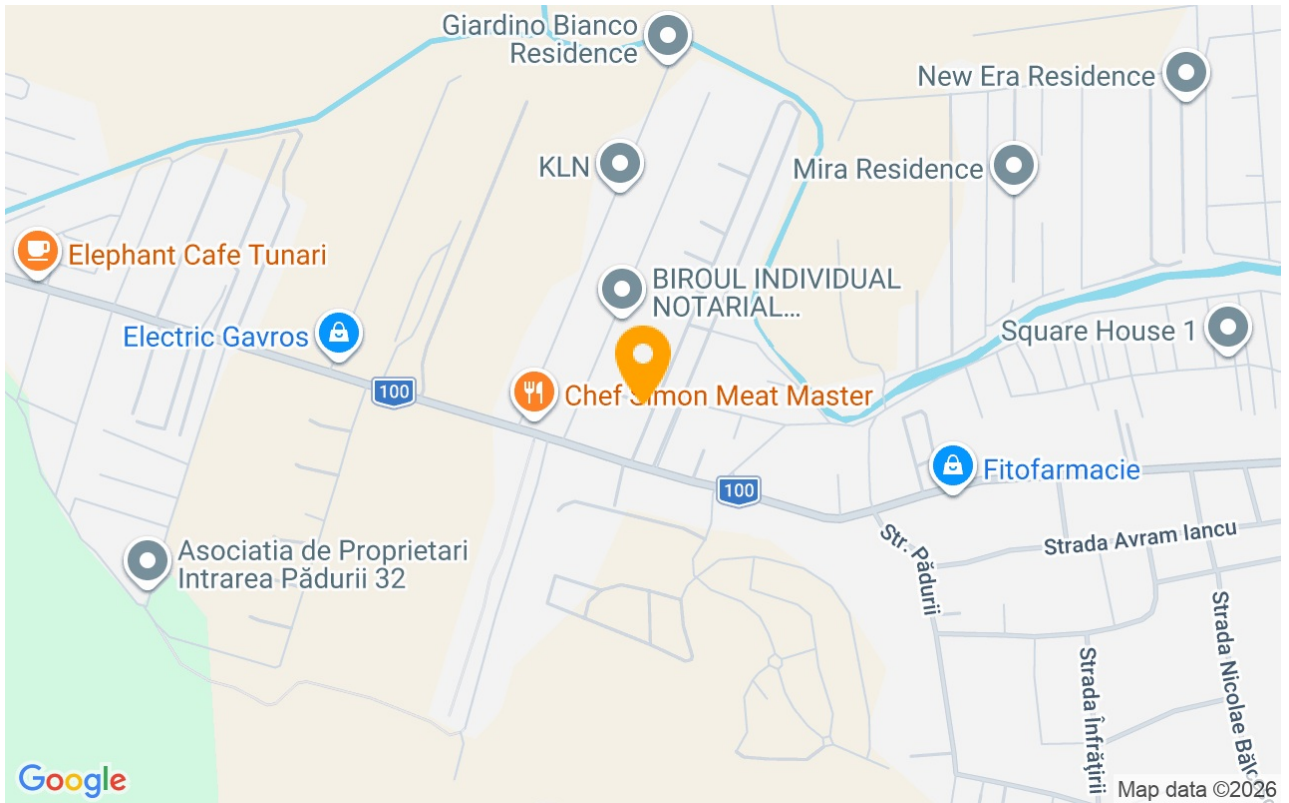 Giardino Bianco
Residence
New Era Residence
KLN
Mira Residence
Elephant Cafe Tunari
BIROUL INDIVIDUAL
NOTARIAL...
Electric Gavros
Square House 1
100
Chef Simon Meat Master
Fitofarmacie
100
Str. Pădurii
Strada Avram Iancu
Asociatia de Proprietari
Intrarea Pădurii 32
Strada Înfrățirii
Strada Nicolae
Google
Map data ©2026